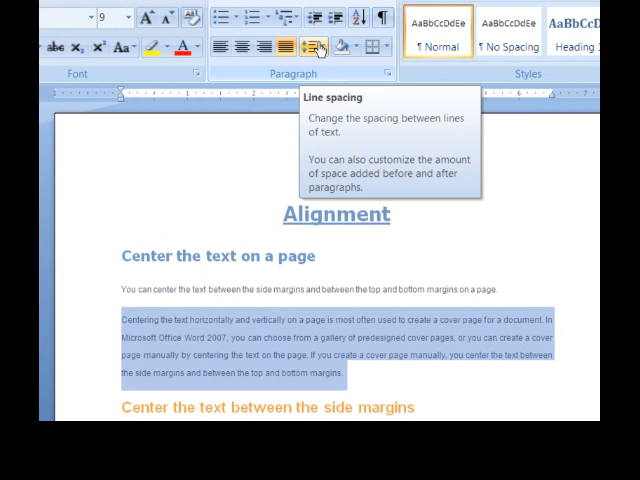 9
AaBbCcDdEe
AaBbCcDdEe
AaBbC
abc x₂ x² Aa
¶ Normal
¶ No Spacing
Heading
Font
Paragraph
Styles
Line spacing
Change the spacing between lines
of text.
You can also customize the amount
of space added before and after
paragraphs.
Alignment
Center the text on a page
You can center the text between the side margins and between the top and bottom margins on a page.
Centering the text horizontally and vertically on a page is most often used to create a cover page for a document. In
Microsoft Office Word 2007, you can choose from a gallery of predesigned cover pages, or you can create a cover
page manually by centering the text on the page. If you create a cover page manually, you center the text between
the side margins and between the top and bottom margins.
Center the text between the side margins